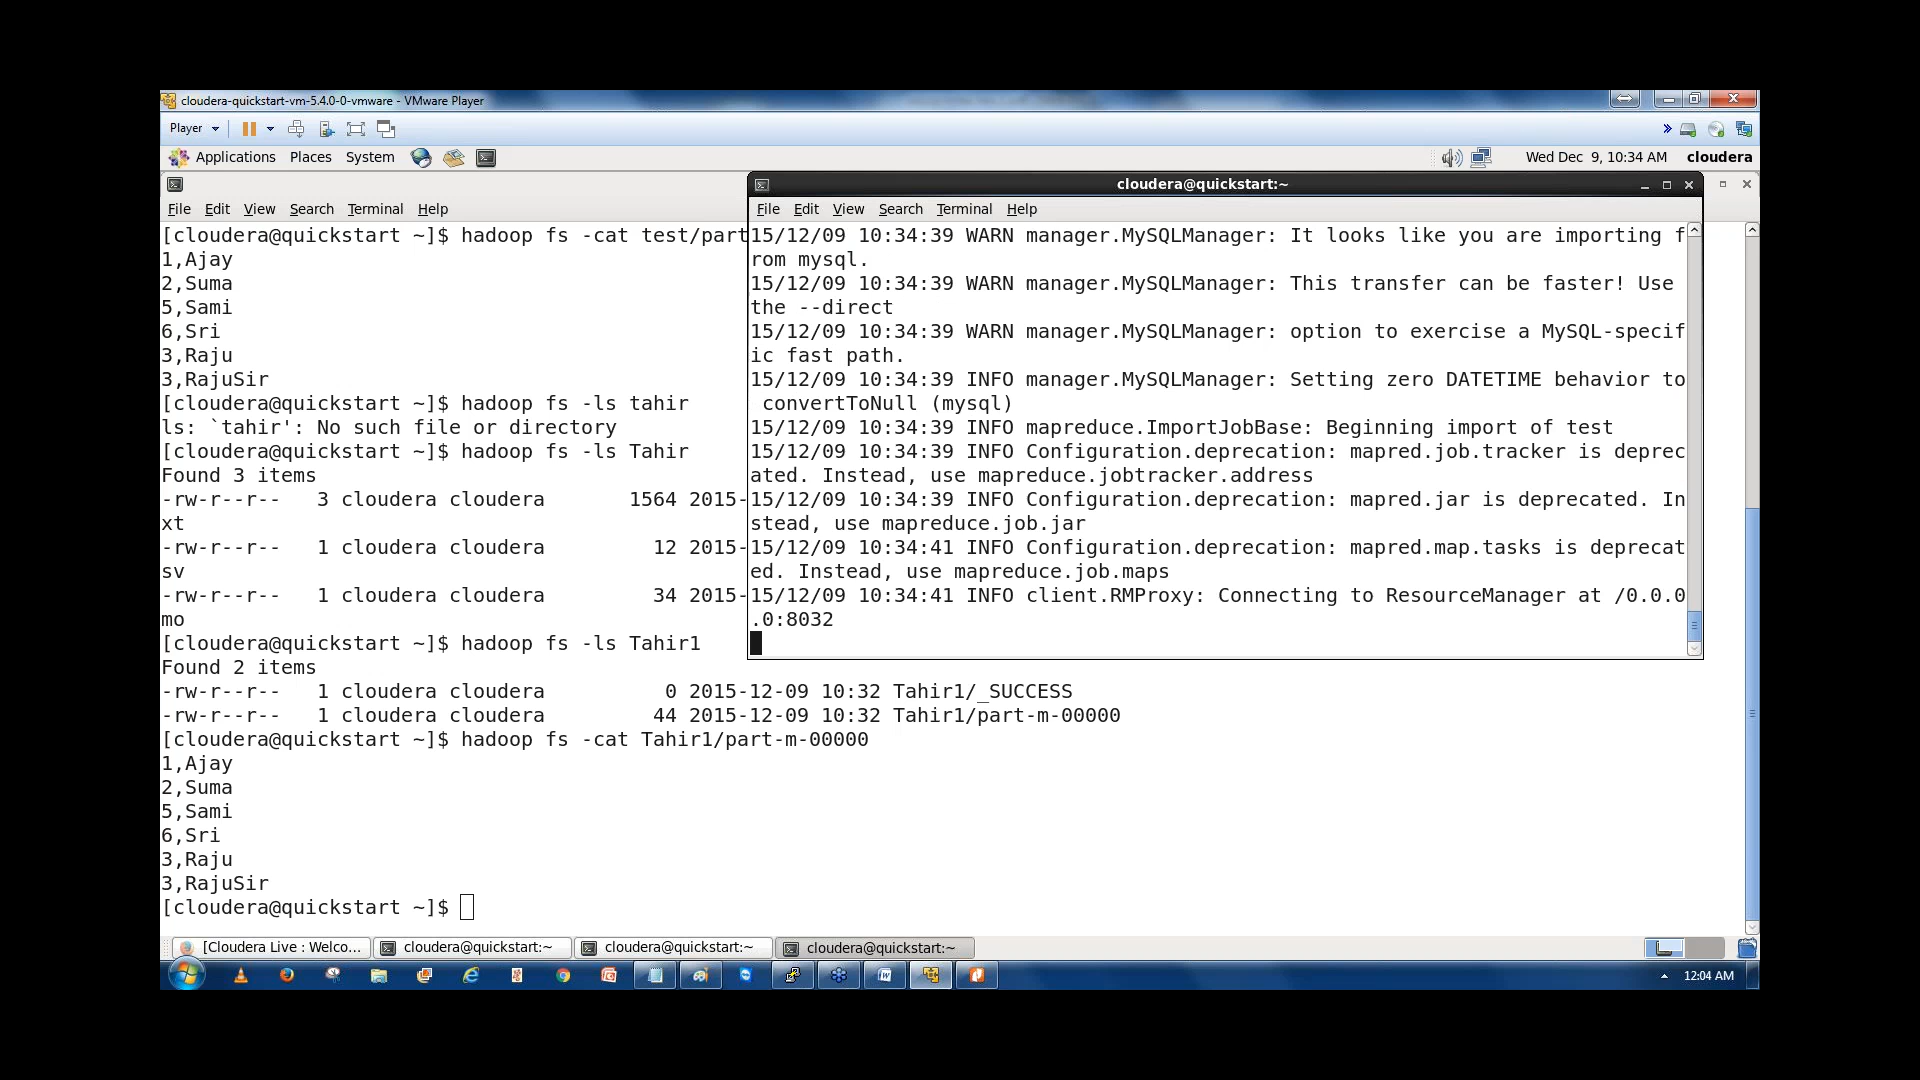 cloudera-quickstart-vm-5.4.0-0-vmware - VMware Player
Player
Applications Places System
Wed Dec 9, 10:34 AM cloudera
File Edit View Search Terminal Help
[cloudera@quickstart ~]$ hadoop fs -cat test/part
1,Ajay
2,Suma
5,Sami
6,Sri
3,Raju
3,RajuSir
[cloudera@quickstart ~]$ hadoop fs -ls tahir
ls: `tahir': No such file or directory
[cloudera@quickstart ~]$ hadoop fs -ls Tahir
Found 3 items
-rw-r--r-- 3 cloudera cloudera 1564 2015-
xt
-rw-r--r-- 1 cloudera cloudera 12 2015-
sv
-rw-r--r-- 1 cloudera cloudera 34 2015-
mo
[cloudera@quickstart ~]$ hadoop fs -ls Tahir1
Found 2 items
-rw-r--r-- 1 cloudera cloudera 0 2015-12-09 10:32 Tahir1/_SUCCESS
-rw-r--r-- 1 cloudera cloudera 44 2015-12-09 10:32 Tahir1/part-m-00000
[cloudera@quickstart ~]$ hadoop fs -cat Tahir1/part-m-00000
1,Ajay
2,Suma
5,Sami
6,Sri
3,Raju
3,RajuSir
[cloudera@quickstart ~]$
cloudera@quickstart:~
File Edit View Search Terminal Help
15/12/09 10:34:39 WARN manager.MySQLManager: It looks like you are importing f
rom mysql.
15/12/09 10:34:39 WARN manager.MySQLManager: This transfer can be faster! Use
the --direct
15/12/09 10:34:39 WARN manager.MySQLManager: option to exercise a MySQL-specif
ic fast path.
15/12/09 10:34:39 INFO manager.MySQLManager: Setting zero DATETIME behavior to
convertToNull (mysql)
15/12/09 10:34:39 INFO mapreduce.ImportJobBase: Beginning import of test
15/12/09 10:34:39 INFO Configuration.deprecation: mapred.job.tracker is deprec
ated. Instead, use mapreduce.jobtracker.address
15/12/09 10:34:39 INFO Configuration.deprecation: mapred.jar is deprecated. In
stead, use mapreduce.job.jar
15/12/09 10:34:41 INFO Configuration.deprecation: mapred.map.tasks is deprecat
ed. Instead, use mapreduce.job.maps
15/12/09 10:34:41 INFO client.RMProxy: Connecting to ResourceManager at /0.0.0
.0:8032
[Cloudera Live : Welco... cloudera@quickstart:~ cloudera@quickstart:~ cloudera@quickstart:~
12:04 AM